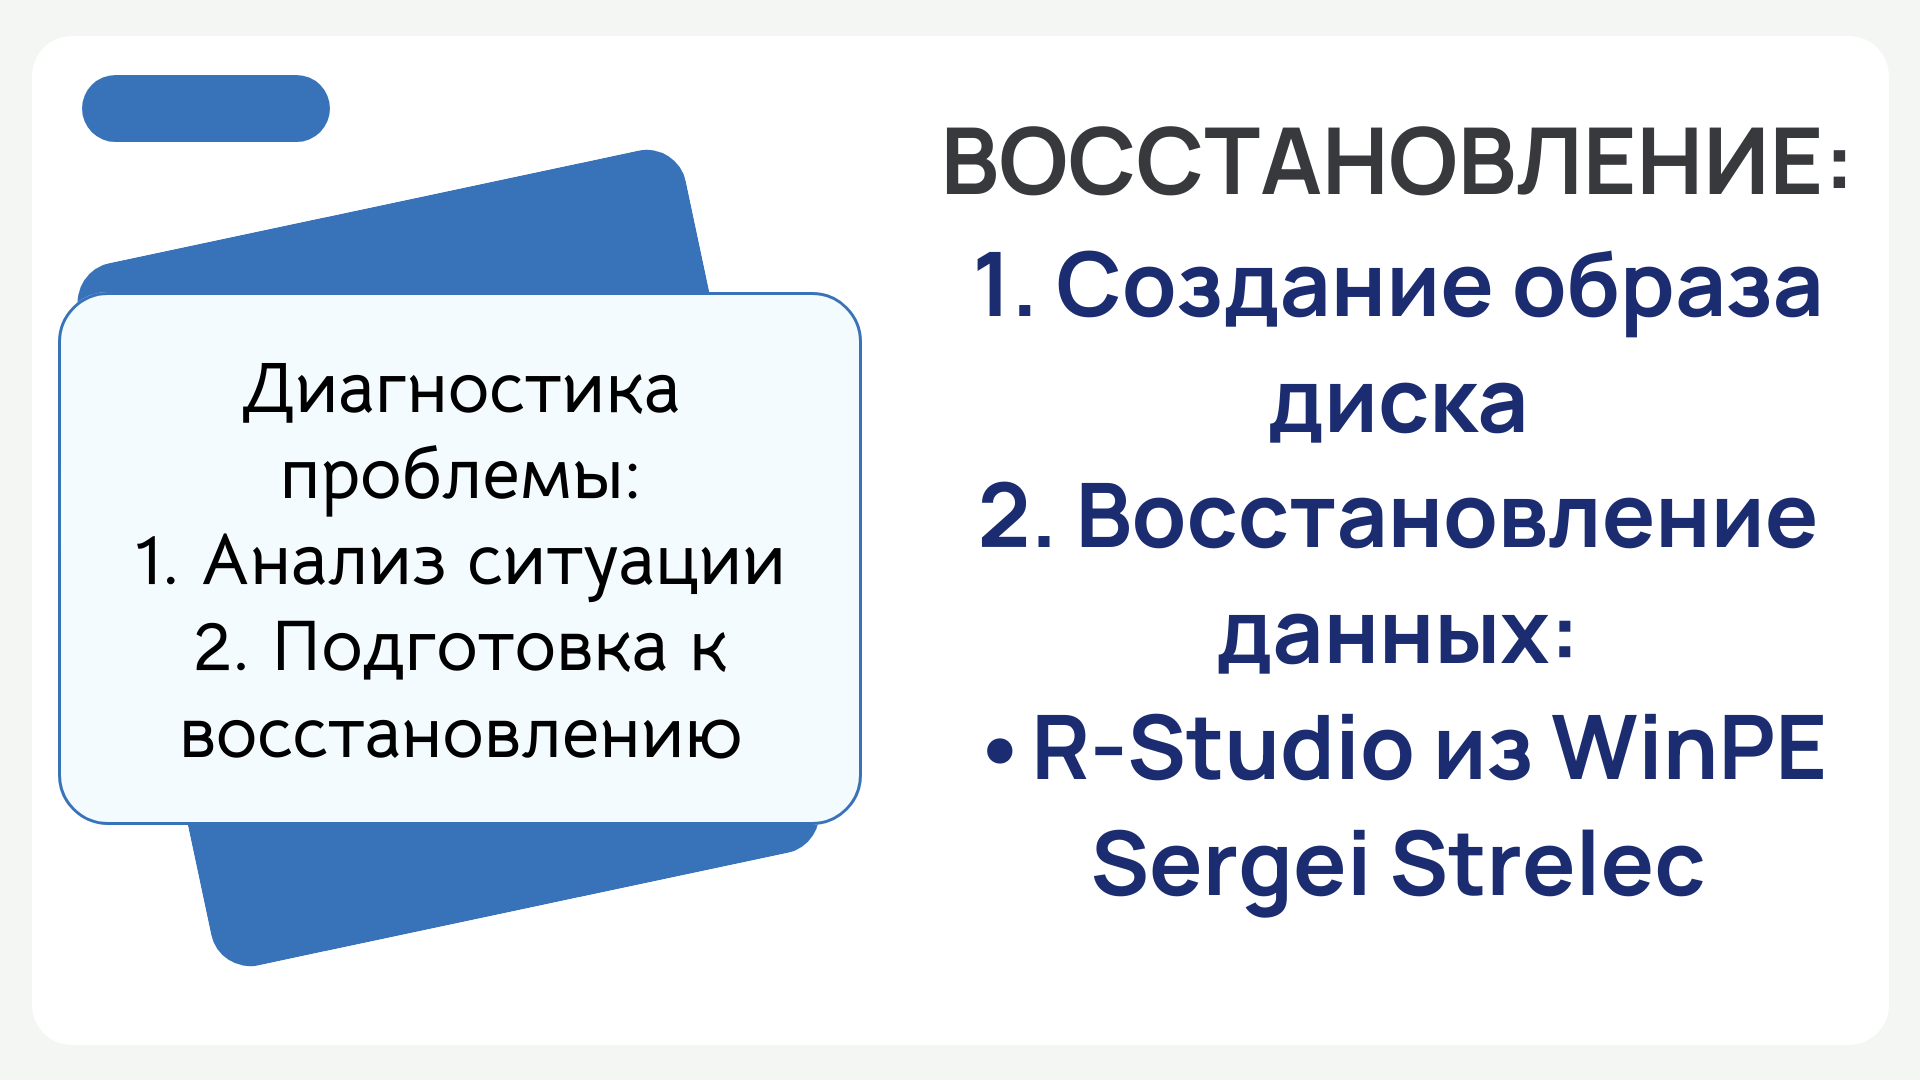 Диагностика
проблемы:
1. Анализ ситуации
2. Подготовка к
восстановлению
ВОССТАНОВЛЕНИЕ:
1. Создание образа
диска
2. Восстановление
данных:
• R-Studio из WinPE
Sergei Strelec